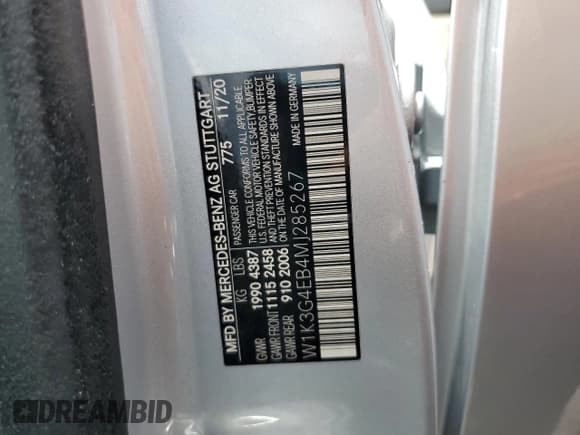 MFD BY MERCEDES-BENZ AG STUTTGART
775 11/20
KG LBS PASSENGER CAR
GVWR 1990 4387
GAWR FRONT 1115 2458
GAWR REAR 910 2006
THIS VEHICLE CONFORMS TO ALL APPLICABLE
U.S. FEDERAL MOTOR VEHICLE SAFETY,BUMPER,
AND THEFT PREVENTION STANDARDS IN EFFECT
ON THE DATE OF MANUFACTURE SHOWN ABOVE
W1K3G4EB4MJ285267
MADE IN GERMANY
DREAMBID